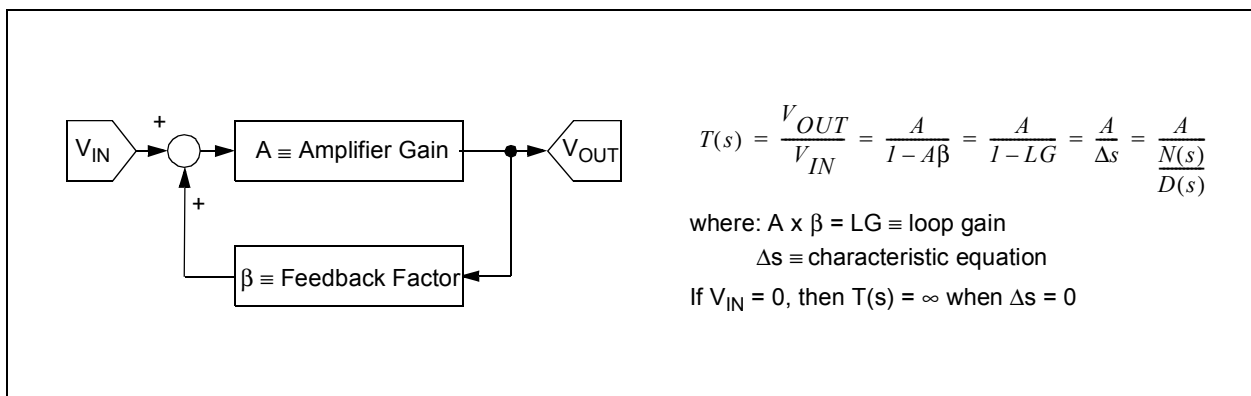 V_IN
+
A ≡ Amplifier Gain
V_OUT
+
β ≡ Feedback Factor
T(s) = V_OUT / V_IN = A / (1 – Aβ) = A / (1 – LG) = A / Δs = A / (N(s) / D(s))
where: A x β = LG ≡ loop gain
Δs ≡ characteristic equation
If V_IN = 0, then T(s) = ∞ when Δs = 0